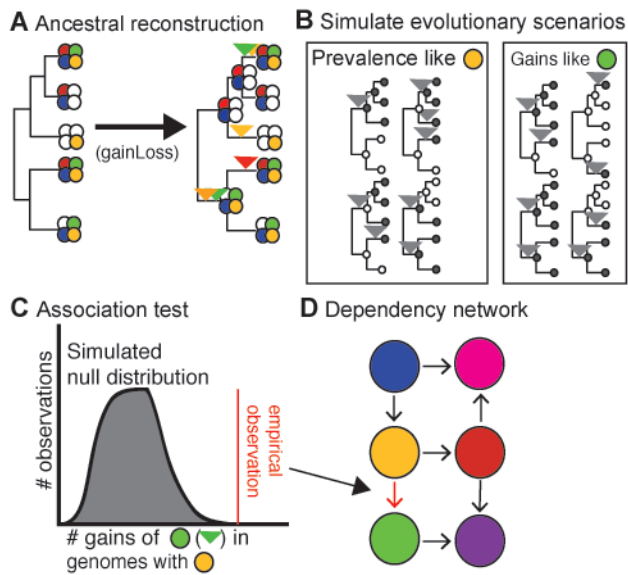 A Ancestral reconstruction
(gainLoss)
B Simulate evolutionary scenarios
Prevalence like
Gains like
C Association test
# observations
Simulated
null distribution
empirical
observation
# gains of ( ) in
genomes with
D Dependency network